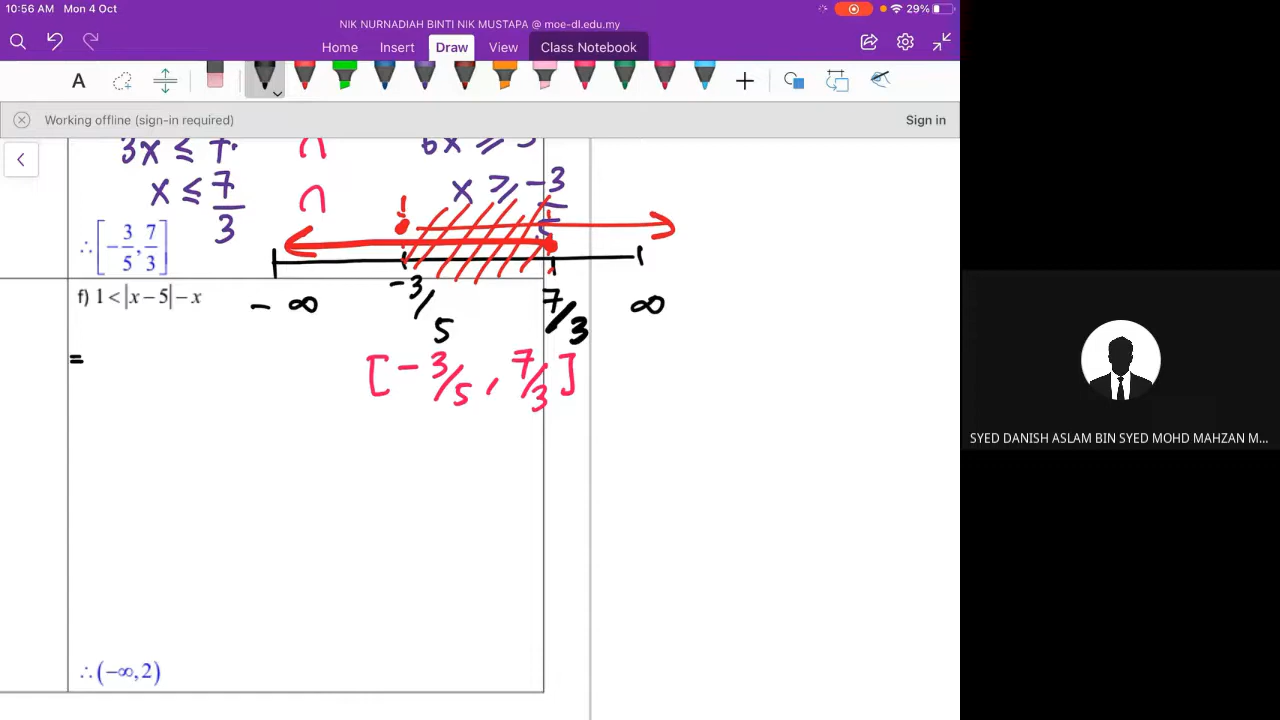 10:56 AM Mon 4 Oct
29%
NIK NURNADIAH BINTI NIK MUSTAPA @ moe-dl.edu.my
Home Insert Draw View Class Notebook
A
Working offline (sign-in required) Sign in
3x ≤ 7 ∩
x ≤ 7/3 ∩ x ≥ -3
∴ [-3/5, 7/3]
f) 1 < |x − 5| − x
- ∞ -3/5 7/3 ∞
=
[-3/5, 7/3]
∴ (−∞, 2)
SYED DANISH ASLAM BIN SYED MOHD MAHZAN M...